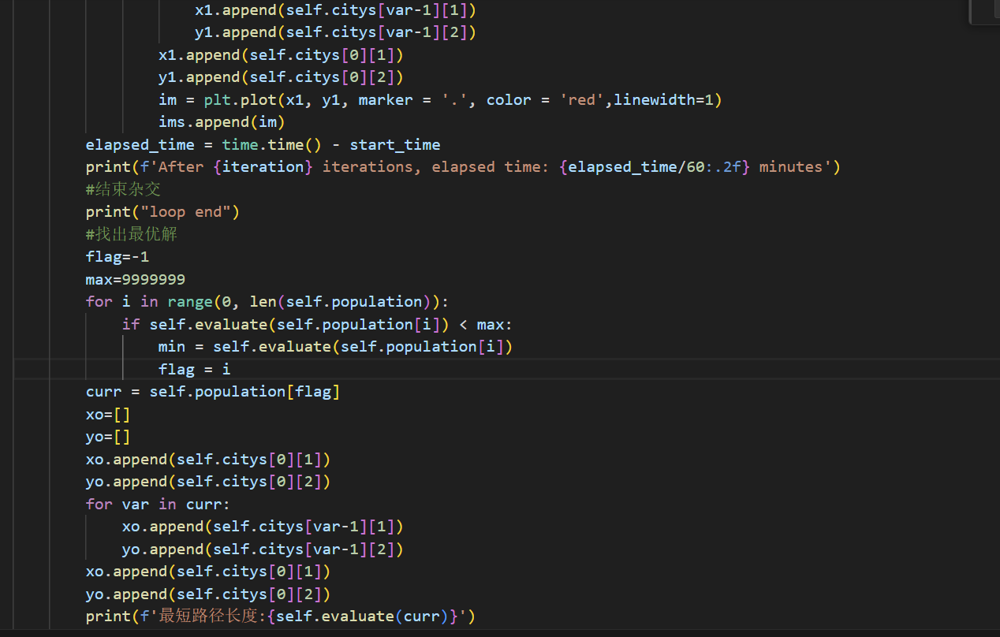 x1.append(self.citys[var-1][1])
y1.append(self.citys[var-1][2])
x1.append(self.citys[0][1])
y1.append(self.citys[0][2])
im = plt.plot(x1, y1, marker = '.', color = 'red',linewidth=1)
ims.append(im)
elapsed_time = time.time() - start_time
print(f'After {iteration} iterations, elapsed time: {elapsed_time/60:.2f} minutes')
#结束杂交
print("loop end")
#找出最优解
flag=-1
max=9999999
for i in range(0, len(self.population)):
if self.evaluate(self.population[i]) < max:
min = self.evaluate(self.population[i])
flag = i
curr = self.population[flag]
xo=[]
yo=[]
xo.append(self.citys[0][1])
yo.append(self.citys[0][2])
for var in curr:
xo.append(self.citys[var-1][1])
yo.append(self.citys[var-1][2])
xo.append(self.citys[0][1])
yo.append(self.citys[0][2])
print(f'最短路径长度:{self.evaluate(curr)}')